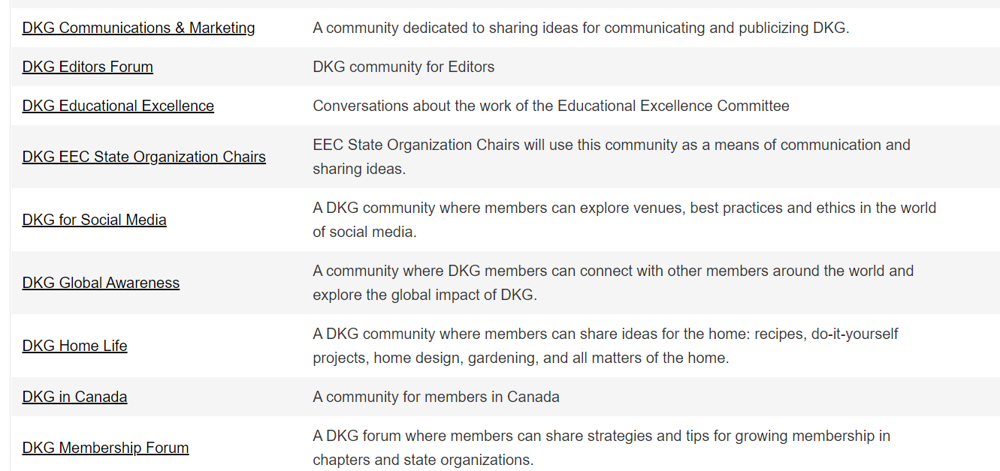 DKG Communications & Marketing
A community dedicated to sharing ideas for communicating and publicizing DKG.
DKG Editors Forum
DKG community for Editors
DKG Educational Excellence
Conversations about the work of the Educational Excellence Committee
DKG EEC State Organization Chairs
EEC State Organization Chairs will use this community as a means of communication and
sharing ideas.
DKG for Social Media
A DKG community where members can explore venues, best practices and ethics in the world
of social media.
DKG Global Awareness
A community where DKG members can connect with other members around the world and
explore the global impact of DKG.
DKG Home Life
A DKG community where members can share ideas for the home: recipes, do-it-yourself
projects, home design, gardening, and all matters of the home.
DKG in Canada
A community for members in Canada
DKG Membership Forum
A DKG forum where members can share strategies and tips for growing membership in
chapters and state organizations.